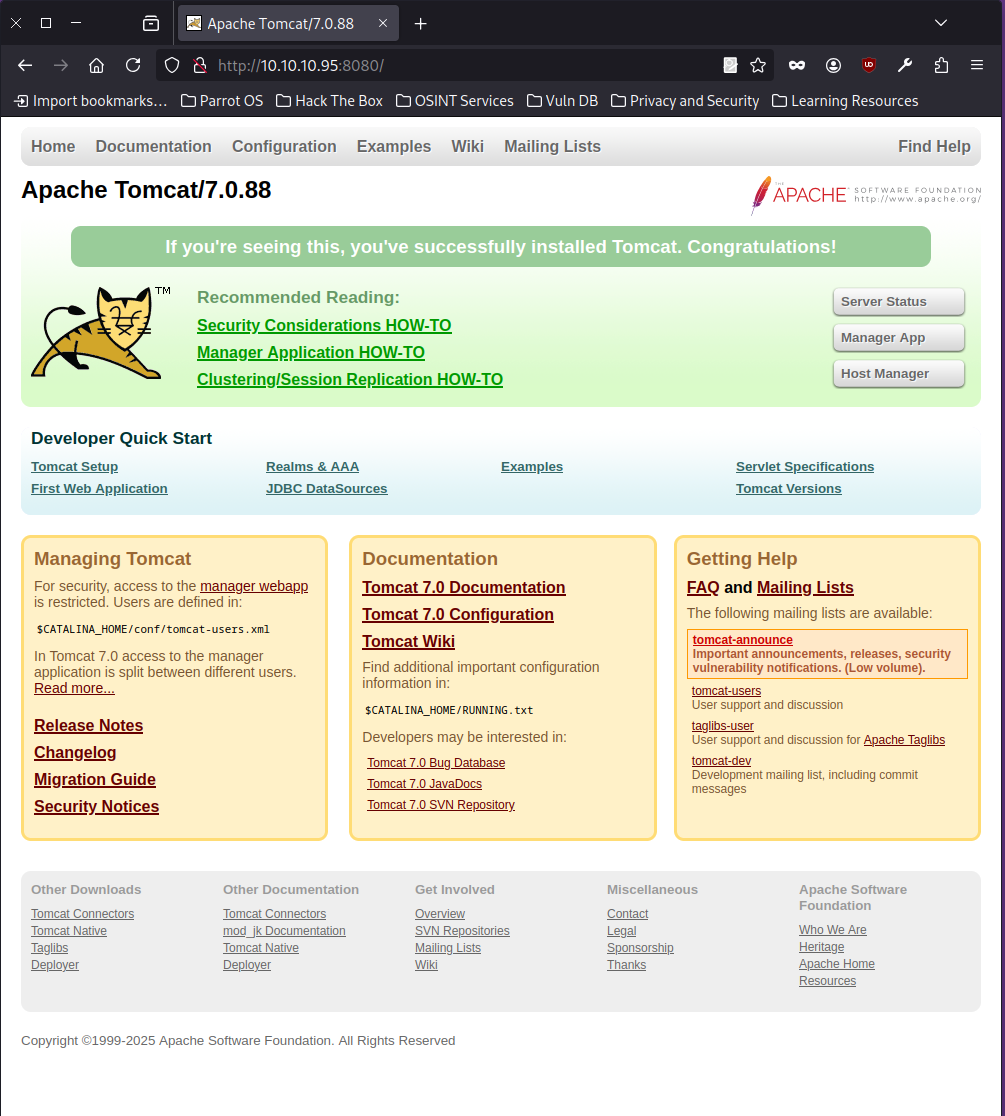 Apache Tomcat/7.0.88
http://10.10.10.95:8080/
Import bookmarks… Parrot OS Hack The Box OSINT Services Vuln DB Privacy and Security Learning Resources
Home Documentation Configuration Examples Wiki Mailing Lists Find Help
Apache Tomcat/7.0.88
THE APACHE™ SOFTWARE FOUNDATION
http://www.apache.org/
If you're seeing this, you've successfully installed Tomcat. Congratulations!
TM
Recommended Reading:
Security Considerations HOW-TO
Manager Application HOW-TO
Clustering/Session Replication HOW-TO
Server Status
Manager App
Host Manager
Developer Quick Start
Tomcat Setup
First Web Application
Realms & AAA
JDBC DataSources
Examples
Servlet Specifications
Tomcat Versions
Managing Tomcat
For security, access to the manager webapp
is restricted. Users are defined in:
$CATALINA_HOME/conf/tomcat-users.xml
In Tomcat 7.0 access to the manager
application is split between different users.
Read more...
Release Notes
Changelog
Migration Guide
Security Notices
Documentation
Tomcat 7.0 Documentation
Tomcat 7.0 Configuration
Tomcat Wiki
Find additional important configuration
information in:
$CATALINA_HOME/RUNNING.txt
Developers may be interested in:
Tomcat 7.0 Bug Database
Tomcat 7.0 JavaDocs
Tomcat 7.0 SVN Repository
Getting Help
FAQ and Mailing Lists
The following mailing lists are available:
tomcat-announce
Important announcements, releases, security
vulnerability notifications. (Low volume).
tomcat-users
User support and discussion
taglibs-user
User support and discussion for Apache Taglibs
tomcat-dev
Development mailing list, including commit
messages
Other Downloads
Tomcat Connectors
Tomcat Native
Taglibs
Deployer
Other Documentation
Tomcat Connectors
mod_jk Documentation
Tomcat Native
Deployer
Get Involved
Overview
SVN Repositories
Mailing Lists
Wiki
Miscellaneous
Contact
Legal
Sponsorship
Thanks
Apache Software
Foundation
Who We Are
Heritage
Apache Home
Resources
Copyright ©1999-2025 Apache Software Foundation. All Rights Reserved